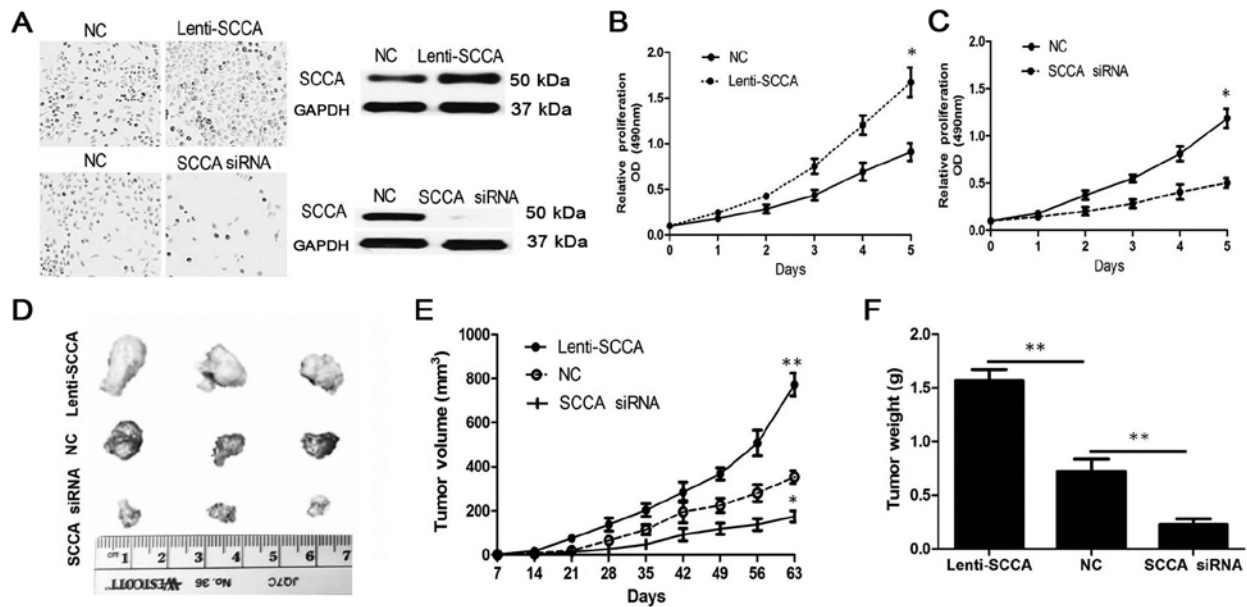 A
NC Lenti-SCCA
NC SCCA siRNA
NC Lenti-SCCA
SCCA 50 kDa
GAPDH 37 kDa
NC SCCA siRNA
SCCA 50 kDa
GAPDH 37 kDa
B
Relative proliferation
OD (490nm)
2.0
1.5
1.0
0.5
0.0
NC
Lenti-SCCA
*
0 1 2 3 4 5
Days
C
Relative proliferation
OD (490nm)
2.0
1.5
1.0
0.5
0.0
NC
SCCA siRNA
*
0 1 2 3 4 5
Days
D
Lenti-SCCA
NC
SCCA siRNA
cm 1 2 3 4 5 6 7
WESTCOTT No. 36 JQ7C
E
Tumor volume (mm³)
1000
800
600
400
200
0
Lenti-SCCA
NC
SCCA siRNA
**
*
7 14 21 28 35 42 49 56 63
Days
F
Tumor weight (g)
2.0
1.5
1.0
0.5
0.0
**
**
Lenti-SCCA NC SCCA siRNA